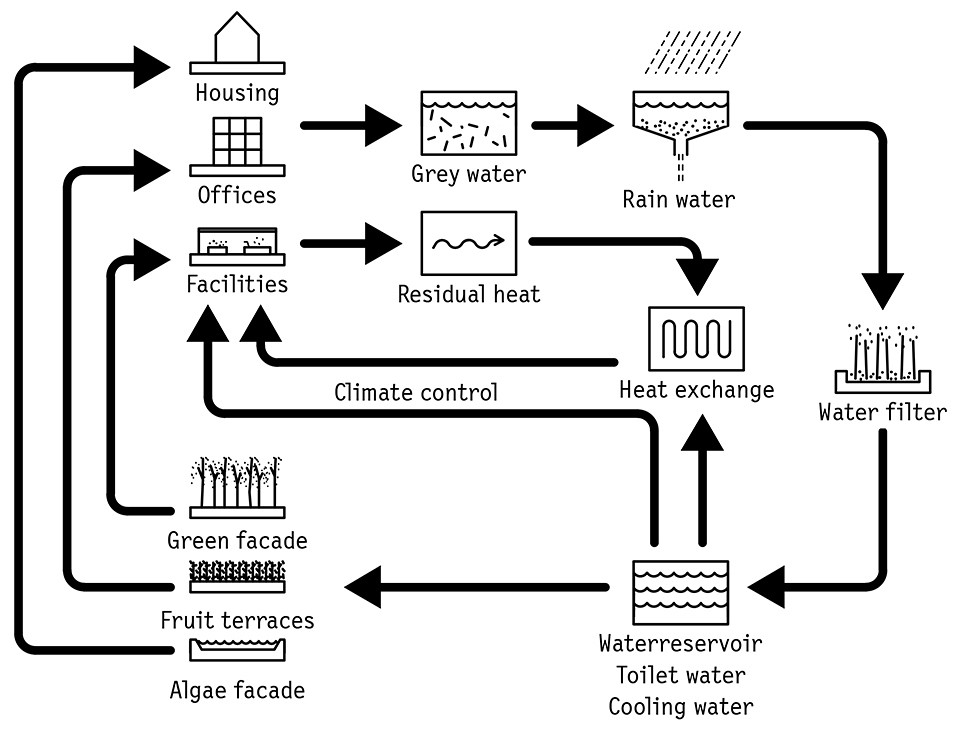 Housing
Offices
Grey water
Rain water
Facilities
Residual heat
Climate control
Heat exchange
Water filter
Green facade
Fruit terraces
Algae facade
Waterreservoir
Toilet water
Cooling water